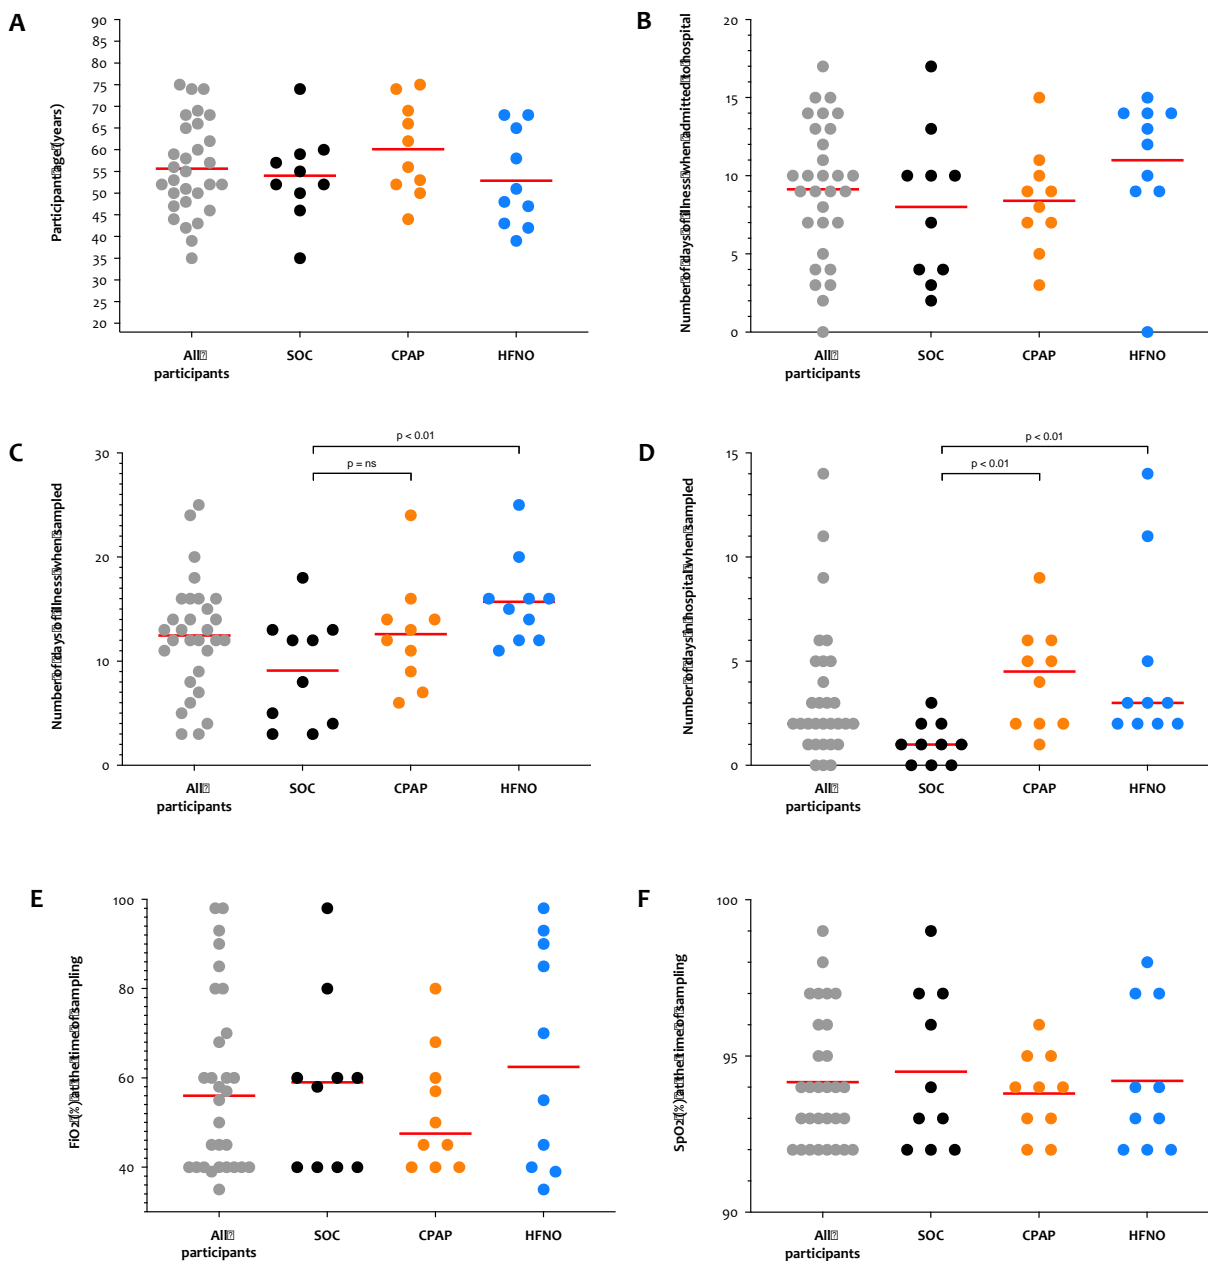 A
Participant age (years)
90
85
80
75
70
65
60
55
50
45
40
35
30
25
20
All
participants
SOC
CPAP
HFNO
B
Number of days of illness when admitted to hospital
20
15
10
5
0
All
participants
SOC
CPAP
HFNO
C
Number of days of illness when sampled
p < 0.01
p = ns
30
20
10
0
All
participants
SOC
CPAP
HFNO
D
Number of days in hospital when sampled
p < 0.01
p < 0.01
15
10
5
0
All
participants
SOC
CPAP
HFNO
E
FiO2 (%) at the time of sampling
100
80
60
40
All
participants
SOC
CPAP
HFNO
F
SpO2 (%) at the time of sampling
100
95
90
All
participants
SOC
CPAP
HFNO